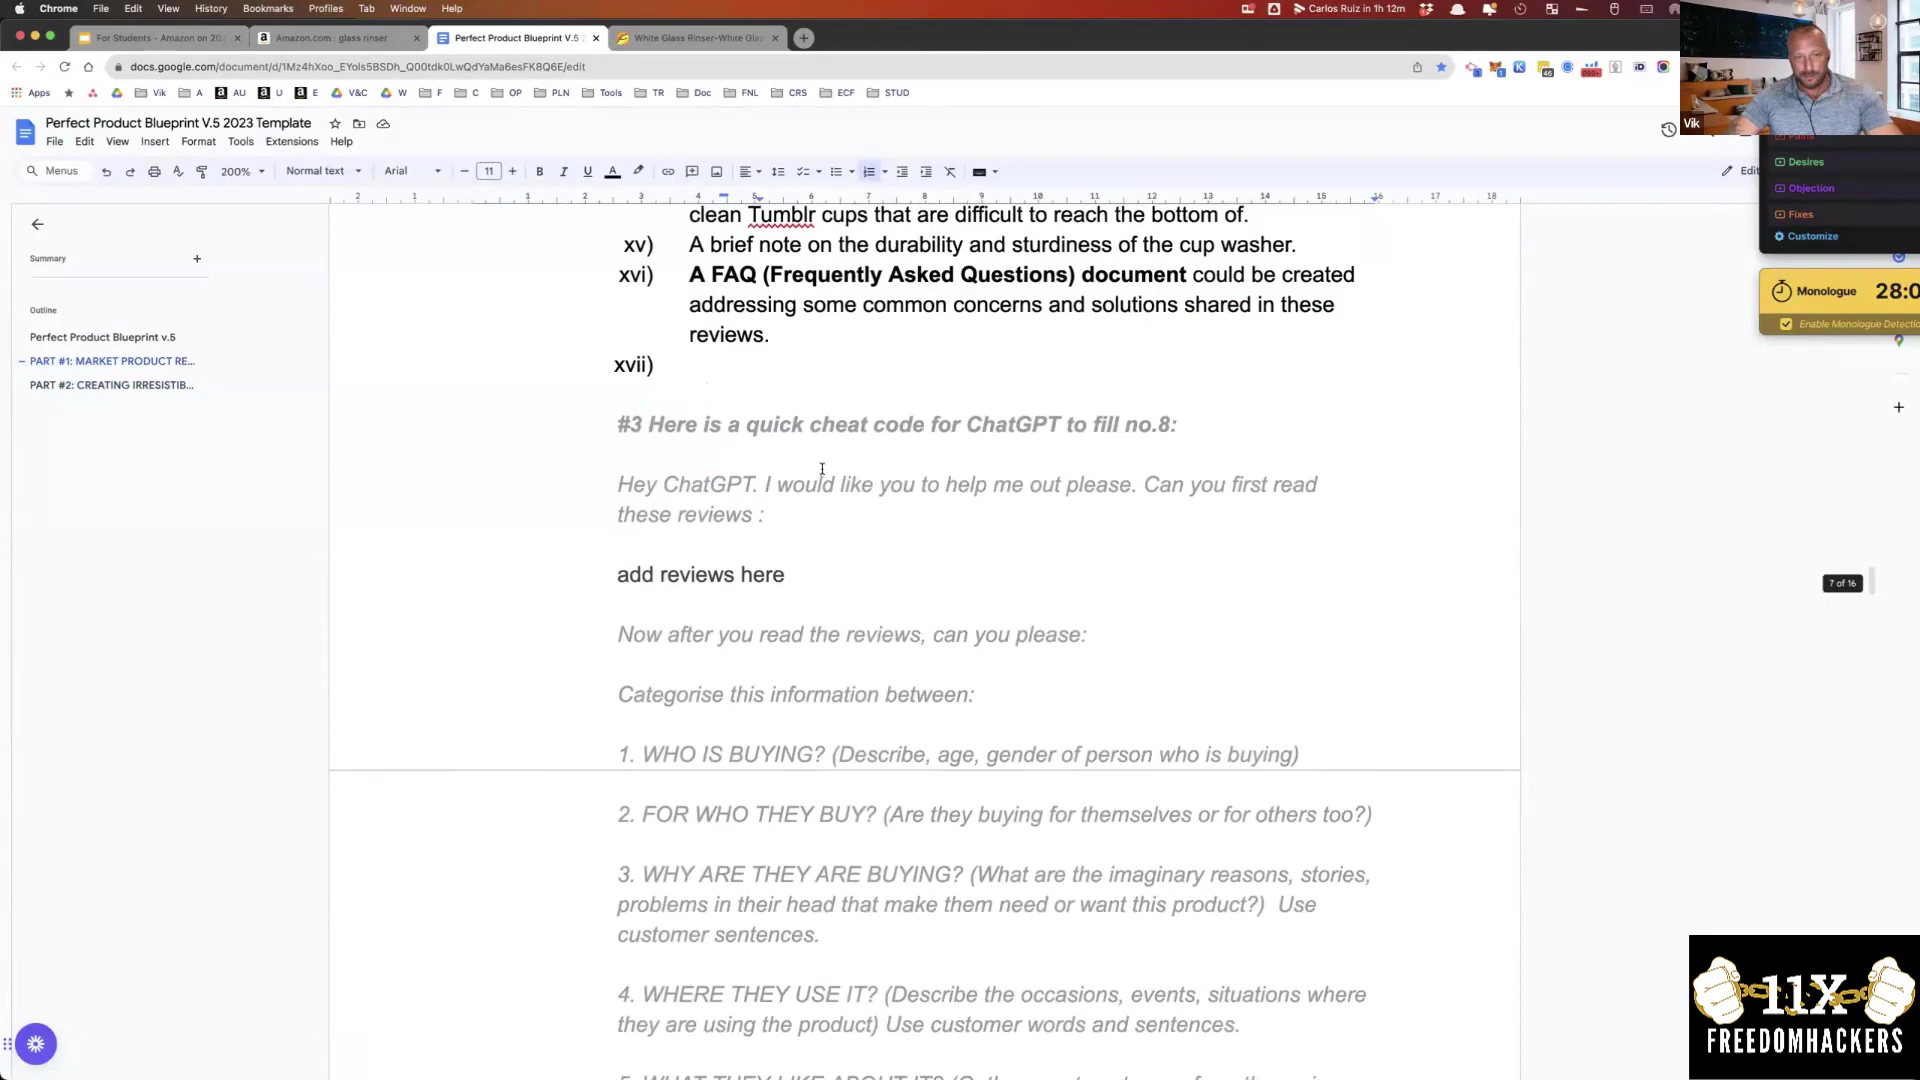 Chrome File Edit View History Bookmarks Profiles Tab Window Help
Carlos Ruiz in 1h 12m
For Students - Amazon on 20
Amazon.com : glass rinser
Perfect Product Blueprint V.5
White Glass Rinser-White Gla
docs.google.com/document/d/1Mz4hXoo_EYols5BSDh_Q00tdk0LwQdYaMa6esFK8Q6E/edit
Apps Vik A AU U E V&C W F C OP PLN Tools TR Doc FNL CRS ECF STUD
Vik
Perfect Product Blueprint V.5 2023 Template
File Edit View Insert Format Tools Extensions Help
Menus 200% Normal text Arial 11 Edit
Desires
Objection
Fixes
Customize
Monologue 28:0
Enable Monologue Detectio
Summary
Outline
Perfect Product Blueprint v.5
PART #1: MARKET PRODUCT RE...
PART #2: CREATING IRRESISTIB...
clean Tumblr cups that are difficult to reach the bottom of.
xv) A brief note on the durability and sturdiness of the cup washer.
xvi) A FAQ (Frequently Asked Questions) document could be created
addressing some common concerns and solutions shared in these
reviews.
xvii)
#3 Here is a quick cheat code for ChatGPT to fill no.8:
Hey ChatGPT. I would like you to help me out please. Can you first read
these reviews :
add reviews here
Now after you read the reviews, can you please:
Categorise this information between:
1. WHO IS BUYING? (Describe, age, gender of person who is buying)
2. FOR WHO THEY BUY? (Are they buying for themselves or for others too?)
3. WHY ARE THEY ARE BUYING? (What are the imaginary reasons, stories,
problems in their head that make them need or want this product?) Use
customer sentences.
4. WHERE THEY USE IT? (Describe the occasions, events, situations where
they are using the product) Use customer words and sentences.
7 of 16
11X
FREEDOMHACKERS